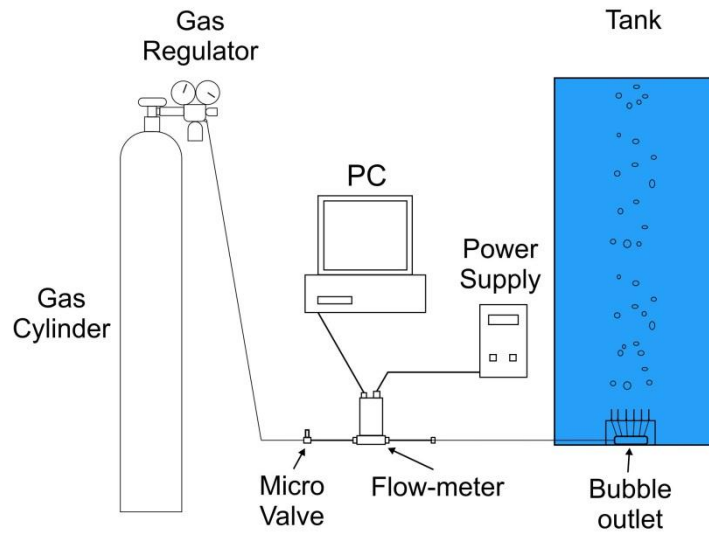 Gas
Regulator
Tank
PC
Power
Supply
Gas
Cylinder
Micro
Valve
Flow-meter
Bubble
outlet